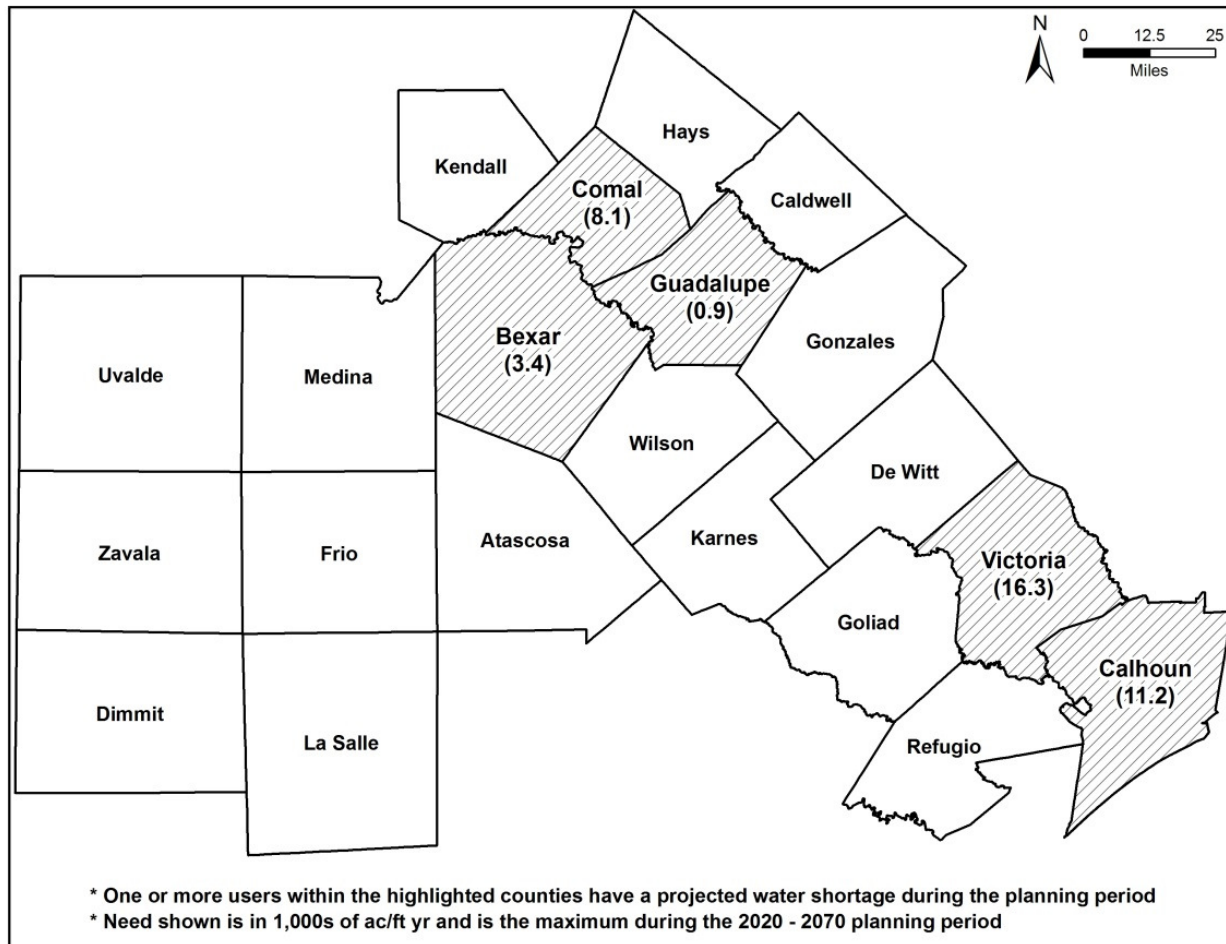 N
0 12.5 25
Miles
Hays
Kendall
Comal
(8.1)
Caldwell
Guadalupe
(0.9)
Bexar
(3.4)
Gonzales
Uvalde
Medina
Wilson
De Witt
Zavala
Frio
Atascosa
Karnes
Victoria
(16.3)
Goliad
Calhoun
(11.2)
Dimmit
La Salle
Refugio
* One or more users within the highlighted counties have a projected water shortage during the planning period
* Need shown is in 1,000s of ac/ft yr and is the maximum during the 2020 - 2070 planning period